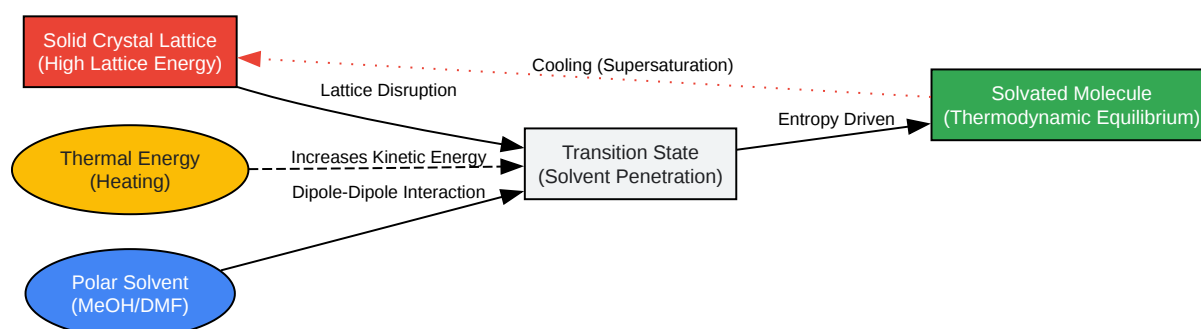 Solid Crystal Lattice
(High Lattice Energy)
Cooling (Supersaturation)
Lattice Disruption
Solvated Molecule
(Thermodynamic Equilibrium)
Entropy Driven
Thermal Energy
(Heating)
Increases Kinetic Energy
Transition State
(Solvent Penetration)
Dipole-Dipole Interaction
Polar Solvent
(MeOH/DMF)